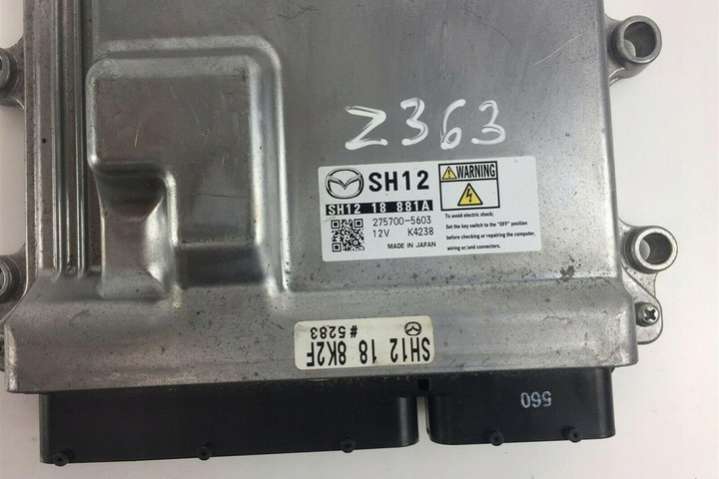 Z363
SH12
SH12 18 881A
275700-5603
12V K4238
MADE IN JAPAN
WARNING
To avoid electric shock;
Set the key switch to the "OFF" position
before checking or repairing the computer,
wiring or/and connectors.
SH12 18 8K2F
#5283
560